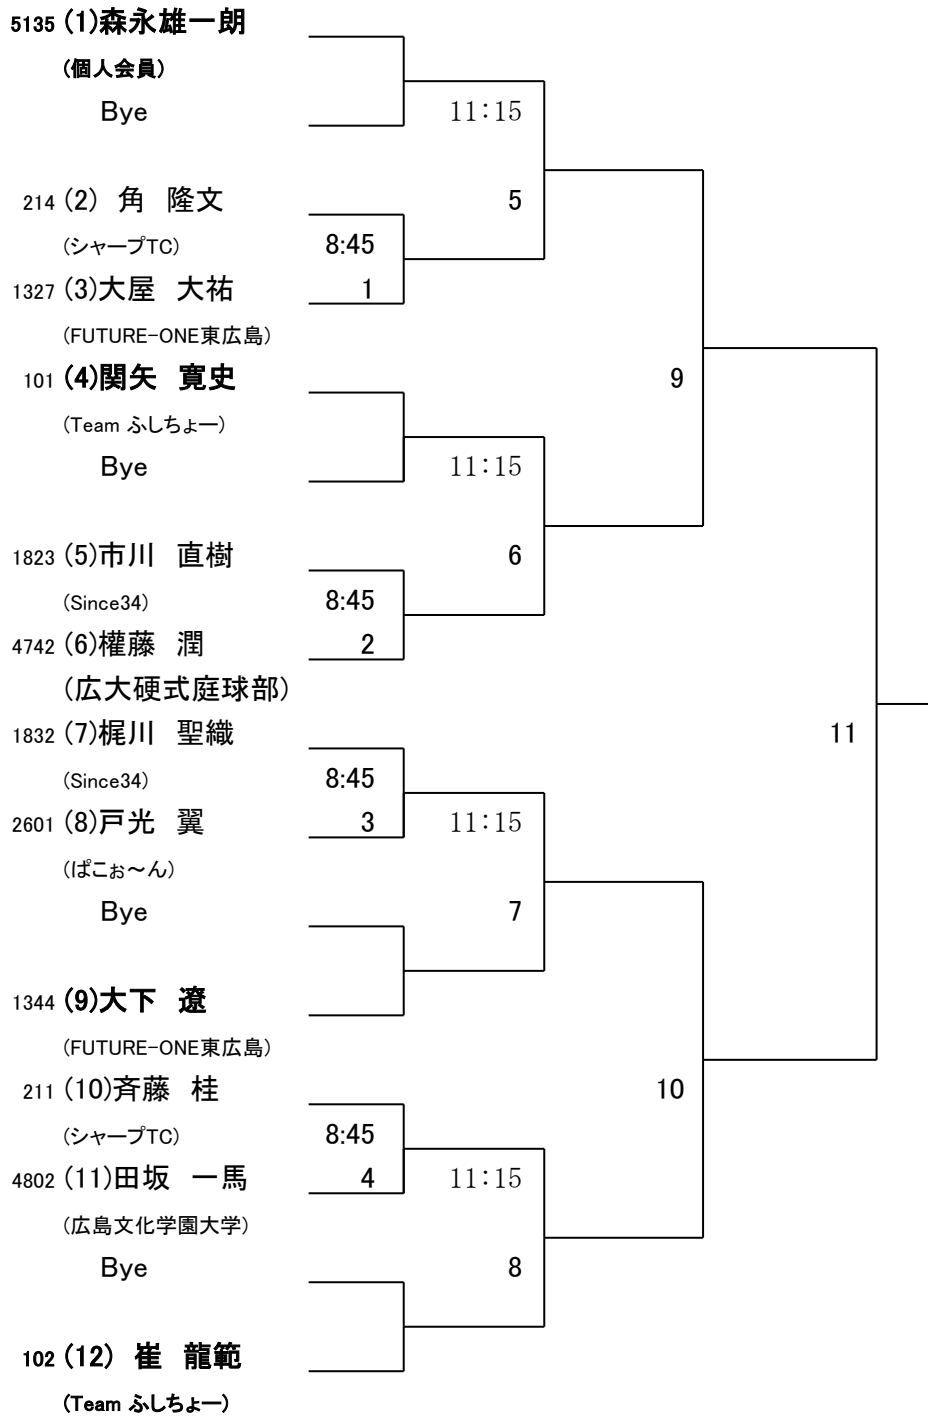 5135 (1)森永雄一朗
(個人会員)
Bye
11:15
214 (2) 角 隆文
5
(シャープTC)
8:45
1327 (3)大屋 大祐
1
(FUTURE-ONE東広島)
101 (4)関矢 寛史
9
(Team ふしちょー)
Bye
11:15
1823 (5)市川 直樹
6
(Since34)
8:45
4742 (6)權藤 潤
2
(広大硬式庭球部)
1832 (7)梶川 聖織
11
(Since34)
8:45
2601 (8)戸光 翼
3
11:15
(ぱこぉ～ん)
Bye
7
1344 (9)大下 遼
(FUTURE-ONE東広島)
211 (10)斉藤 桂
10
(シャープTC)
8:45
4802 (11)田坂 一馬
4
11:15
(広島文化学園大学)
Bye
8
102 (12) 崔 龍範
(Team ふしちょー)